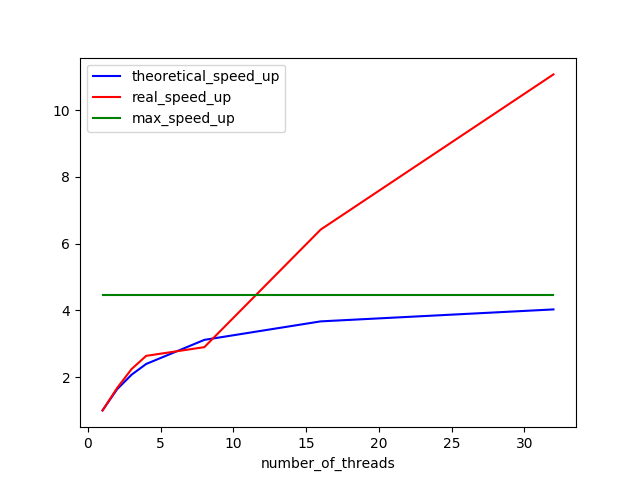 theoretical_speed_up
real_speed_up
max_speed_up
10
8
6
4
2
0 5 10 15 20 25 30
number_of_threads